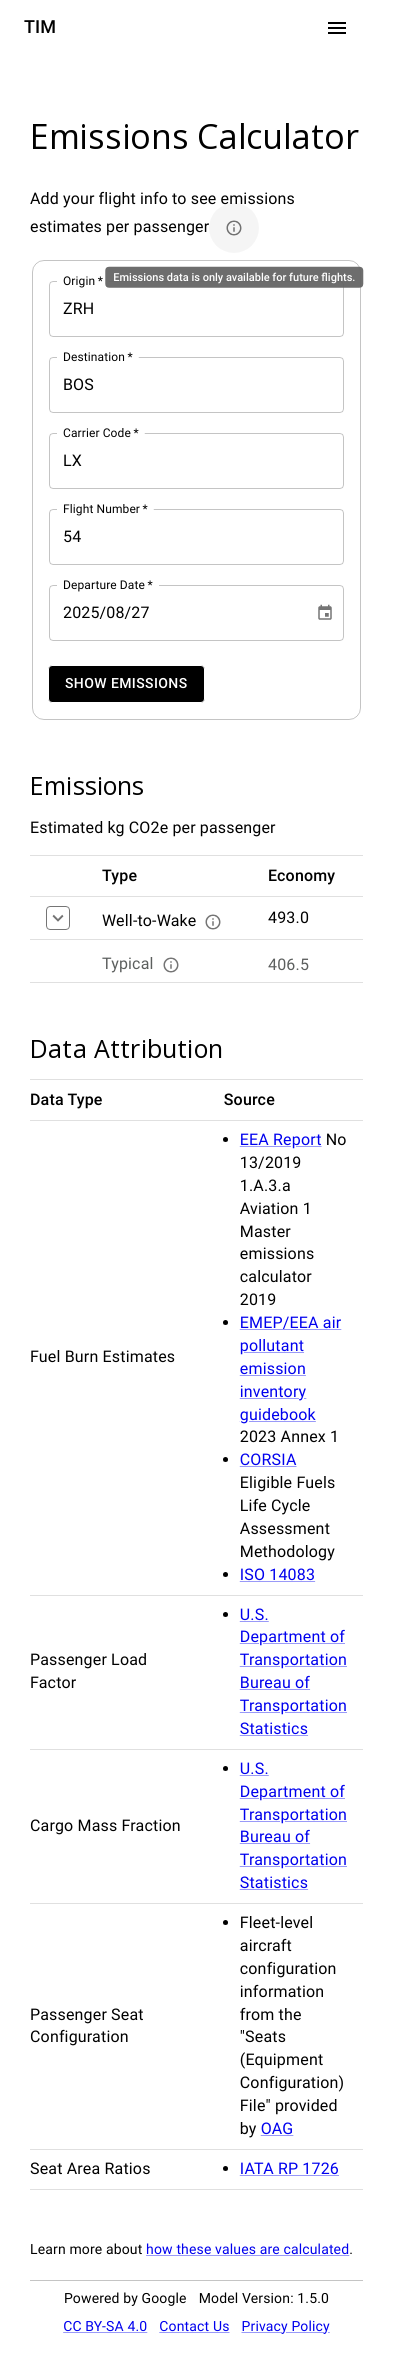 TIM
Emissions Calculator
Add your flight info to see emissions
estimates per passenger
Emissions data is only available for future flights.
Origin *
ZRH
Destination *
BOS
Carrier Code *
LX
Flight Number *
54
Departure Date *
2025/08/27
SHOW EMISSIONS
Emissions
Estimated kg CO2e per passenger
Type Economy
Well-to-Wake 493.0
Typical 406.5
Data Attribution
Data Type Source
Fuel Burn Estimates
• EEA Report No
13/2019
1.A.3.a
Aviation 1
Master
emissions
calculator
2019
• EMEP/EEA air
pollutant
emission
inventory
guidebook
2023 Annex 1
• CORSIA
Eligible Fuels
Life Cycle
Assessment
Methodology
• ISO 14083
Passenger Load
Factor
• U.S.
Department of
Transportation
Bureau of
Transportation
Statistics
Cargo Mass Fraction
• U.S.
Department of
Transportation
Bureau of
Transportation
Statistics
Passenger Seat
Configuration
• Fleet-level
aircraft
configuration
information
from the
"Seats
(Equipment
Configuration)
File" provided
by OAG
Seat Area Ratios
• IATA RP 1726
Learn more about how these values are calculated.
Powered by Google Model Version: 1.5.0
CC BY-SA 4.0 Contact Us Privacy Policy